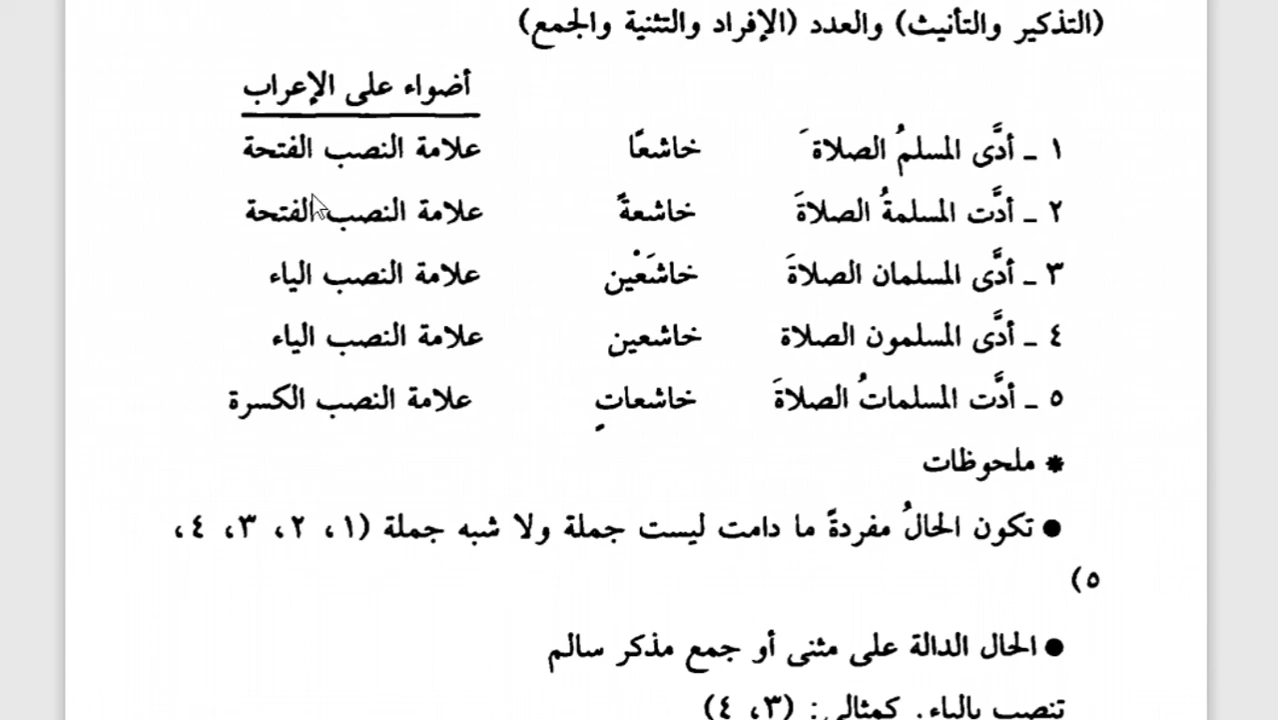 (التذكير والتأنيث) والعدد (الإفراد والتثنية والجمع)
أضواء على الإعراب
١ ـ أدَّى المسلمُ الصلاةَ خاشعًا علامة النصب الفتحة
٢ ـ أدَّت المسلمةُ الصلاةَ خاشعةً علامة النصب الفتحة
٣ ـ أدَّى المسلمان الصلاةَ خاشعَيْن علامة النصب الياء
٤ ـ أدَّى المسلمون الصلاة خاشعين علامة النصب الياء
٥ ـ أدَّت المسلماتُ الصلاةَ خاشعاتٍ علامة النصب الكسرة
* ملحوظات
● تكون الحالُ مفردةً ما دامت ليست جملة ولا شبه جملة (١، ٢، ٣، ٤،
٥)
● الحال الدالة على مثنى أو جمع مذكر سالم
تنصب بالياء. كمثالي: (٣، ٤)